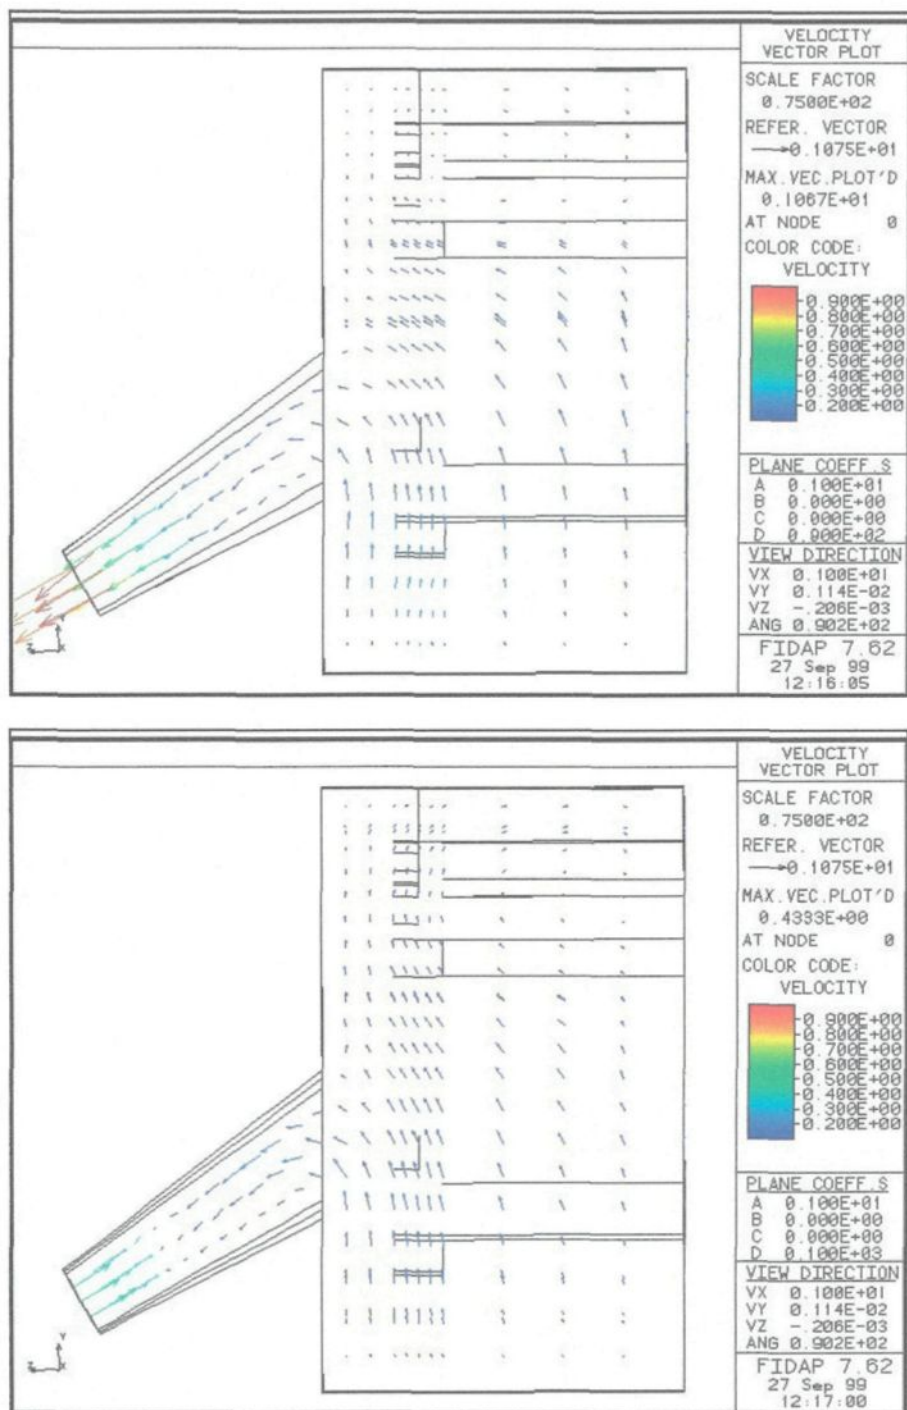 VELOCITY
VECTOR PLOT
SCALE FACTOR
0.7500E+02
REFER. VECTOR
0.1075E+01
MAX.VEC.PLOT'D
0.1067E+01
AT NODE 0
COLOR CODE:
VELOCITY
0.900E+00
0.800E+00
0.700E+00
0.600E+00
0.500E+00
0.400E+00
0.300E+00
0.200E+00
PLANE COEFF.S
A 0.100E+01
B 0.000E+00
C 0.000E+00
D 0.900E+02
VIEW DIRECTION
VX 0.100E+01
VY 0.114E-02
VZ -.206E-03
ANG 0.902E+02
FIDAP 7.62
27 Sep 99
12:16:05
Y
Z X
VELOCITY
VECTOR PLOT
SCALE FACTOR
0.7500E+02
REFER. VECTOR
0.1075E+01
MAX.VEC.PLOT'D
0.4333E+00
AT NODE 0
COLOR CODE:
VELOCITY
0.900E+00
0.800E+00
0.700E+00
0.600E+00
0.500E+00
0.400E+00
0.300E+00
0.200E+00
PLANE COEFF.S
A 0.100E+01
B 0.000E+00
C 0.000E+00
D 0.100E+03
VIEW DIRECTION
VX 0.100E+01
VY 0.114E-02
VZ -.206E-03
ANG 0.902E+02
FIDAP 7.62
27 Sep 99
12:17:00
Y
Z X